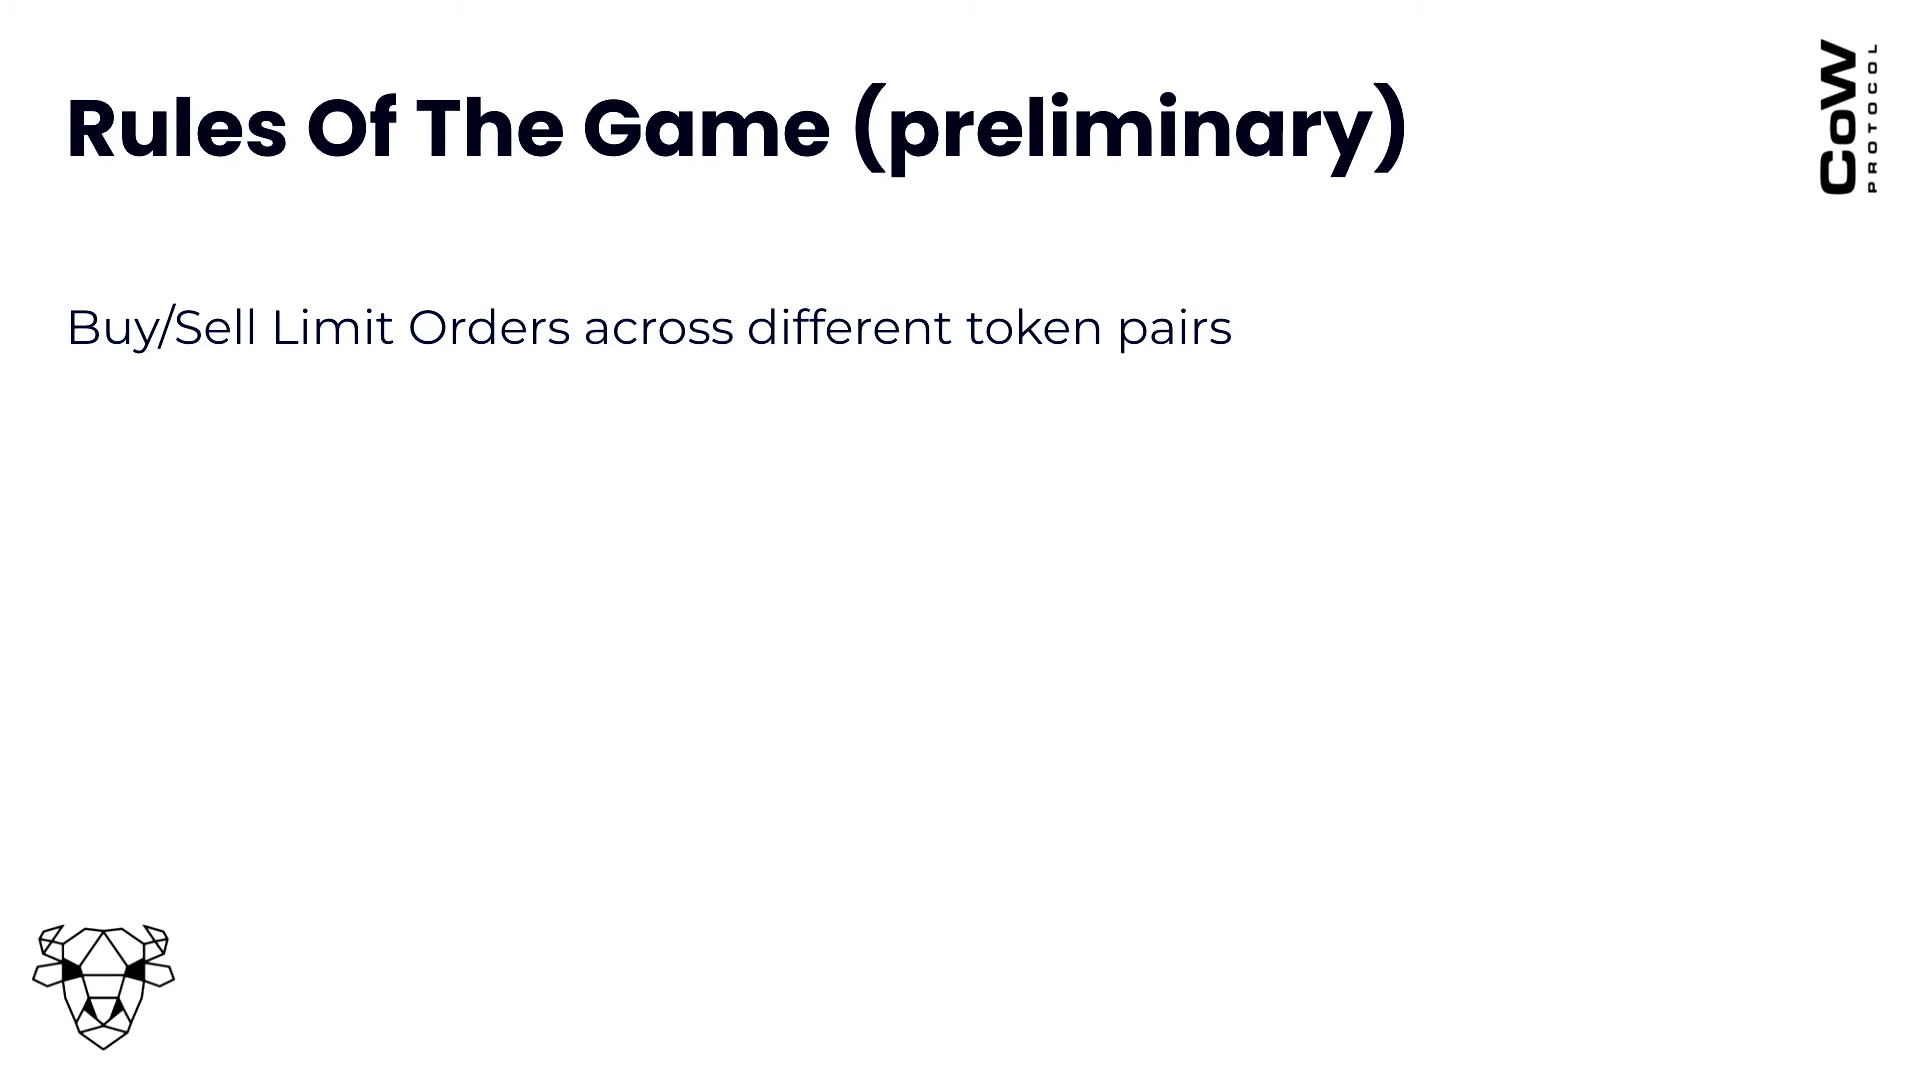 Rules Of The Game (preliminary)
CoW
PROTOCOL
Buy/Sell Limit Orders across different token pairs